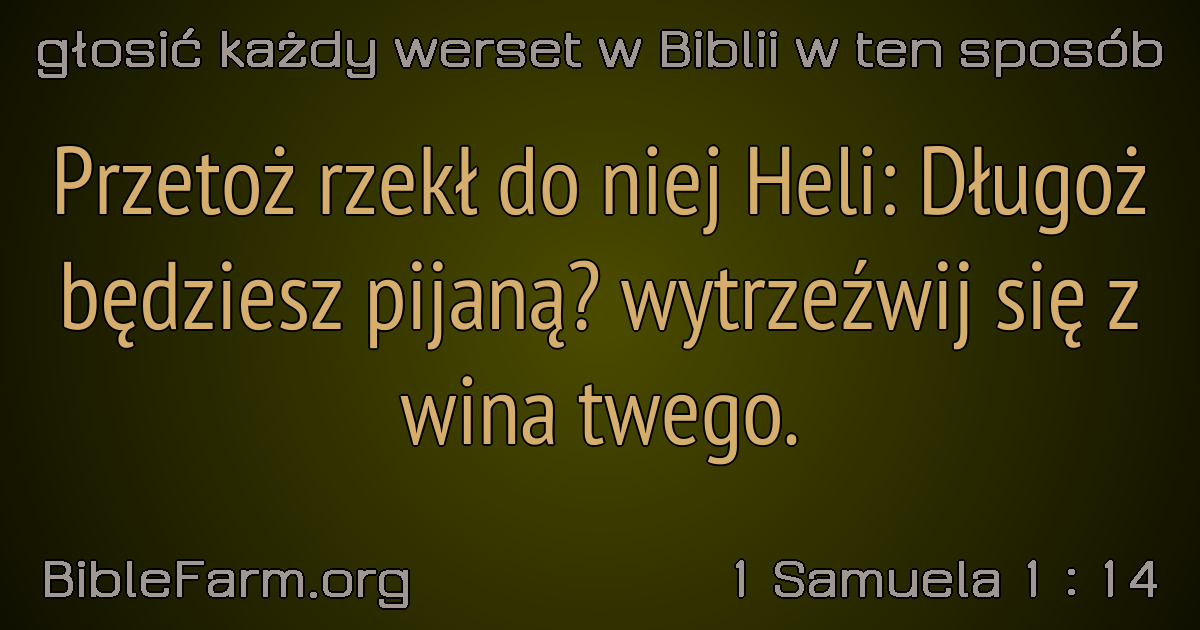 głosić każdy werset w Biblii w ten sposób
Przetoż rzekł do niej Heli: Długoż
będziesz pijaną? wytrzeźwij się z
wina twego.
BibleFarm.org
1 Samuela 1 : 14